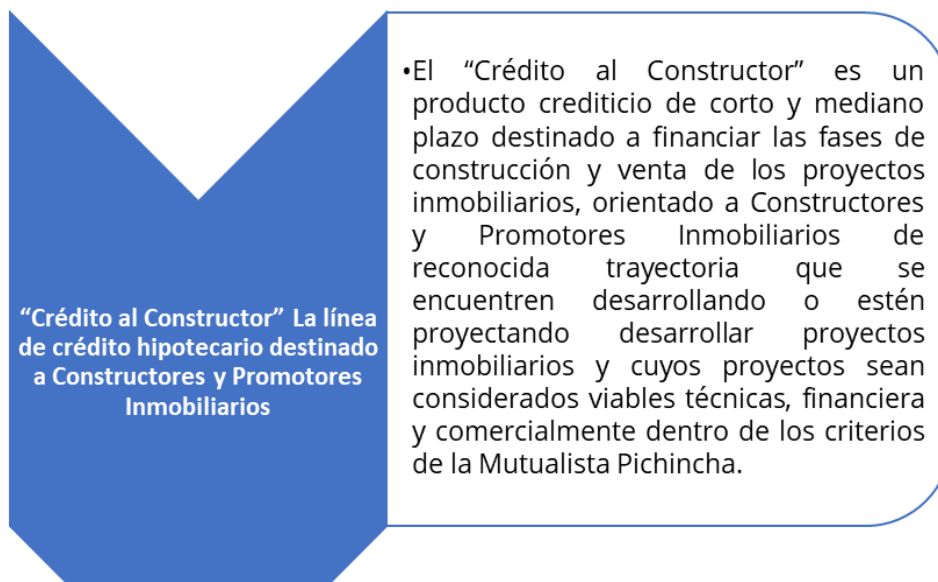 “Crédito al Constructor” La línea
de crédito hipotecario destinado
a Constructores y Promotores
Inmobiliarios
•El “Crédito al Constructor” es un
producto crediticio de corto y mediano
plazo destinado a financiar las fases de
construcción y venta de los proyectos
inmobiliarios, orientado a Constructores
y Promotores Inmobiliarios de
reconocida trayectoria que se
encuentren desarrollando o estén
proyectando desarrollar proyectos
inmobiliarios y cuyos proyectos sean
considerados viables técnicas, financiera
y comercialmente dentro de los criterios
de la Mutualista Pichincha.